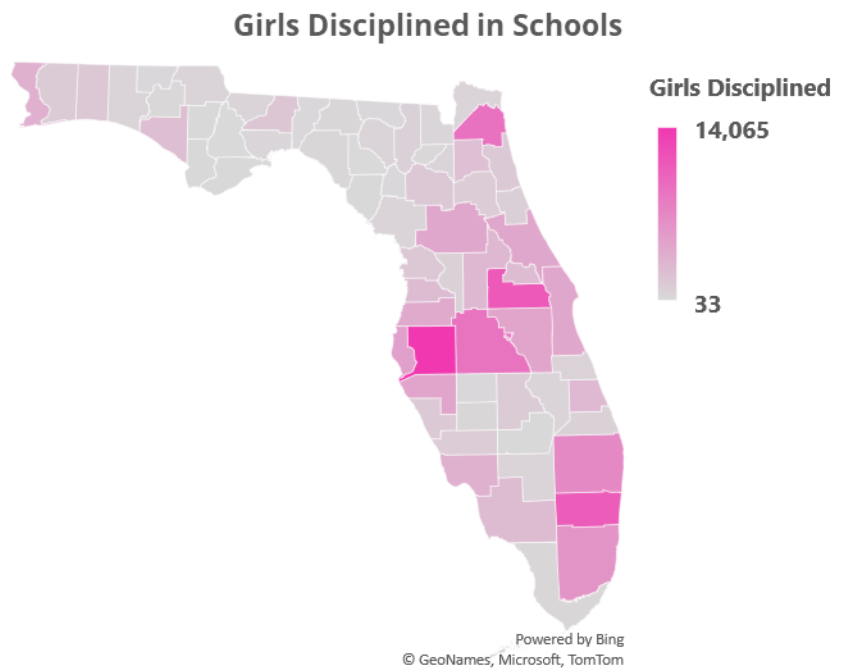 Girls Disciplined in Schools
Girls Disciplined
14,065
33
Powered by Bing
© GeoNames, Microsoft, TomTom